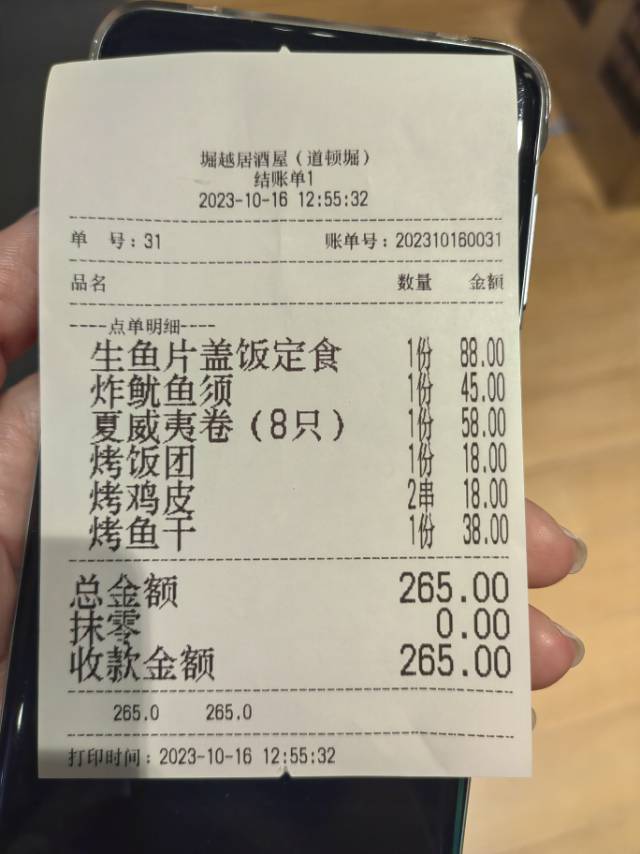 堀越居酒屋（道顿堀）
结账单1
2023-10-16 12:55:32
单 号:31 账单号:202310160031
品名 数量 金额
----点单明细----
生鱼片盖饭定食 1份 88.00
炸鱿鱼须 1份 45.00
夏威夷卷（8只） 1份 58.00
烤饭团 1份 18.00
烤鸡皮 2串 18.00
烤鱼干 1份 38.00
总金额 265.00
抹零 0.00
收款金额 265.00
265.0 265.0
打印时间:2023-10-16 12:55:32